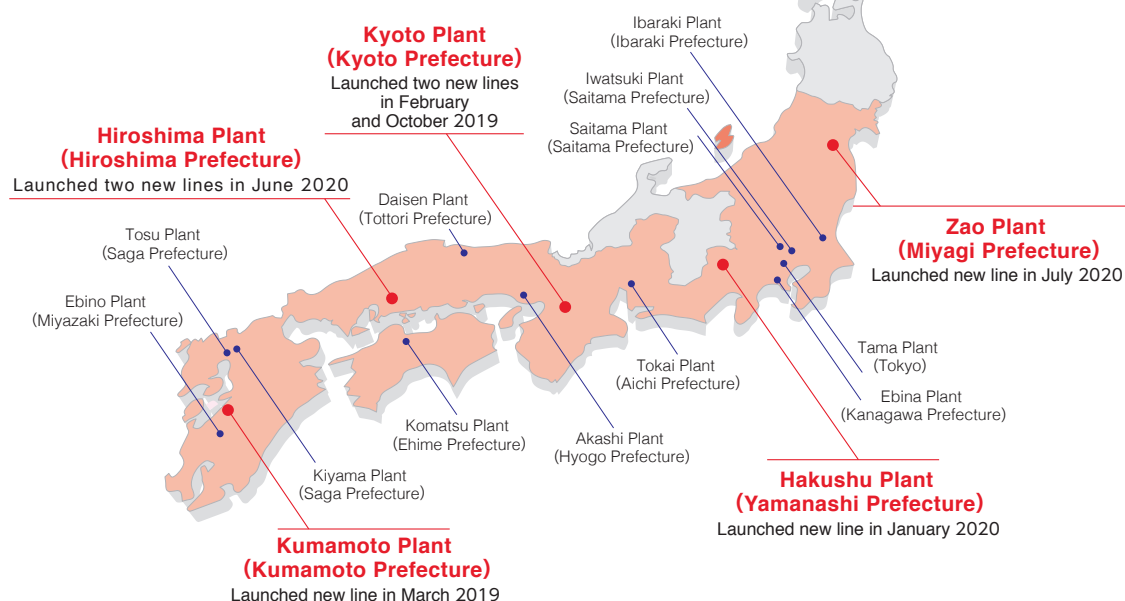 Ibaraki Plant
(Ibaraki Prefecture)
Kyoto Plant
(Kyoto Prefecture)
Launched two new lines
in February
and October 2019
Iwatsuki Plant
(Saitama Prefecture)
Saitama Plant
(Saitama Prefecture)
Hiroshima Plant
(Hiroshima Prefecture)
Launched two new lines in June 2020
Daisen Plant
(Tottori Prefecture)
Tosu Plant
(Saga Prefecture)
Zao Plant
(Miyagi Prefecture)
Launched new line in July 2020
Ebino Plant
(Miyazaki Prefecture)
Tama Plant
(Tokyo)
Tokai Plant
(Aichi Prefecture)
Ebina Plant
(Kanagawa Prefecture)
Komatsu Plant
(Ehime Prefecture)
Akashi Plant
(Hyogo Prefecture)
Kiyama Plant
(Saga Prefecture)
Hakushu Plant
(Yamanashi Prefecture)
Launched new line in January 2020
Kumamoto Plant
(Kumamoto Prefecture)
Launched new line in March 2019